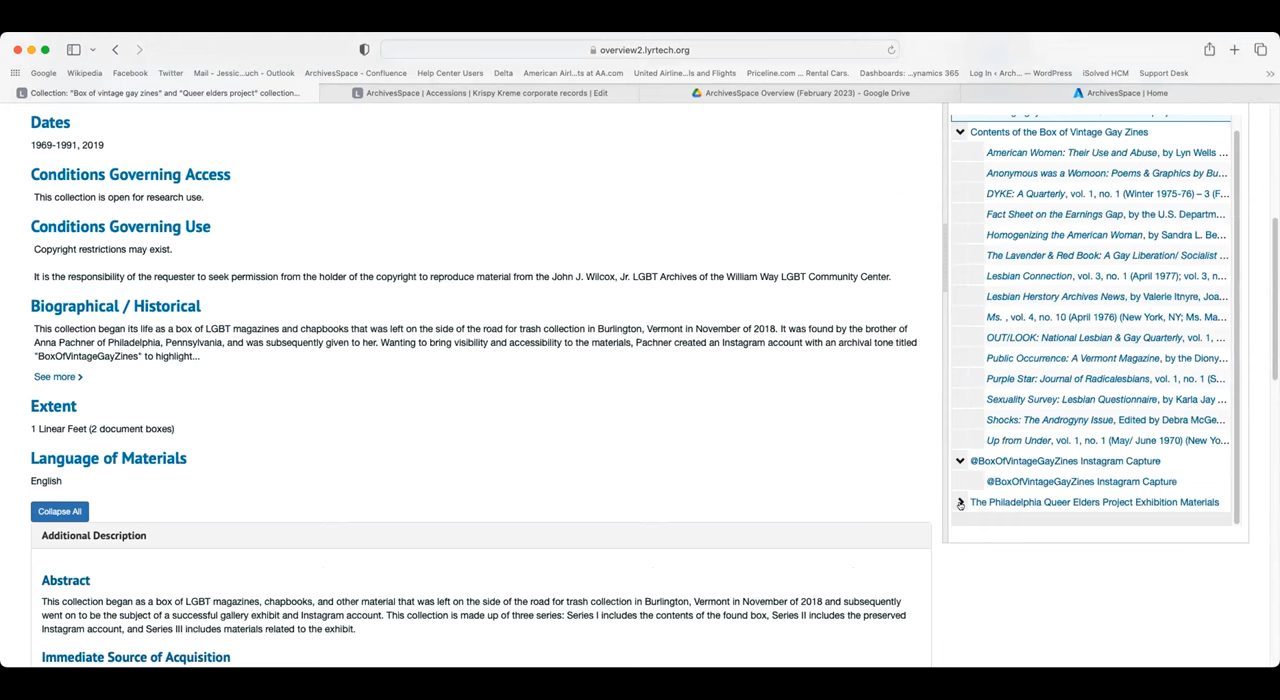 overview2.lyrtech.org
Google Wikipedia Facebook Twitter Mail - Jessic...uch - Outlook ArchivesSpace - Confluence Help Center Users Delta American Airl...ts at AA.com United Airline...ls and Flights Priceline.com ... Rental Cars. Dashboards: ...ynamics 365 Log In ‹ Arch... — WordPress iSolved HCM Support Desk
Collection: "Box of vintage gay zines" and "Queer elders project" collection...
ArchivesSpace | Accessions | Krispy Kreme corporate records | Edit
ArchivesSpace Overview (February 2023) - Google Drive
ArchivesSpace | Home
Dates
1969-1991, 2019
Conditions Governing Access
This collection is open for research use.
Conditions Governing Use
Copyright restrictions may exist.
It is the responsibility of the requester to seek permission from the holder of the copyright to reproduce material from the John J. Wilcox, Jr. LGBT Archives of the William Way LGBT Community Center.
Biographical / Historical
This collection began its life as a box of LGBT magazines and chapbooks that was left on the side of the road for trash collection in Burlington, Vermont in November of 2018. It was found by the brother of
Anna Pachner of Philadelphia, Pennsylvania, and was subsequently given to her. Wanting to bring visibility and accessibility to the materials, Pachner created an Instagram account with an archival tone titled
"BoxOfVintageGayZines" to highlight...
See more
Extent
1 Linear Feet (2 document boxes)
Language of Materials
English
Collapse All
Additional Description
Abstract
This collection began as a box of LGBT magazines, chapbooks, and other material that was left on the side of the road for trash collection in Burlington, Vermont in November of 2018 and subsequently
went on to be the subject of a successful gallery exhibit and Instagram account. This collection is made up of three series: Series I includes the contents of the found box, Series II includes the preserved
Instagram account, and Series III includes materials related to the exhibit.
Immediate Source of Acquisition
Contents of the Box of Vintage Gay Zines
American Women: Their Use and Abuse, by Lyn Wells ...
Anonymous was a Womoon: Poems & Graphics by Bu...
DYKE: A Quarterly, vol. 1, no. 1 (Winter 1975-76) – 3 (F...
Fact Sheet on the Earnings Gap, by the U.S. Departm...
Homogenizing the American Woman, by Sandra L. Be...
The Lavender & Red Book: A Gay Liberation/ Socialist ...
Lesbian Connection, vol. 3, no. 1 (April 1977); vol. 3, n...
Lesbian Herstory Archives News, by Valerie Itnyre, Joa...
Ms. , vol. 4, no. 10 (April 1976) (New York, NY; Ms. Ma...
OUT/LOOK: National Lesbian & Gay Quarterly, vol. 1, ...
Public Occurrence: A Vermont Magazine, by the Diony...
Purple Star: Journal of Radicalesbians, vol. 1, no. 1 (S...
Sexuality Survey: Lesbian Questionnaire, by Karla Jay ...
Shocks: The Androgyny Issue, Edited by Debra McGe...
Up from Under, vol. 1, no. 1 (May/ June 1970) (New Yo...
@BoxOfVintageGayZines Instagram Capture
@BoxOfVintageGayZines Instagram Capture
The Philadelphia Queer Elders Project Exhibition Materials